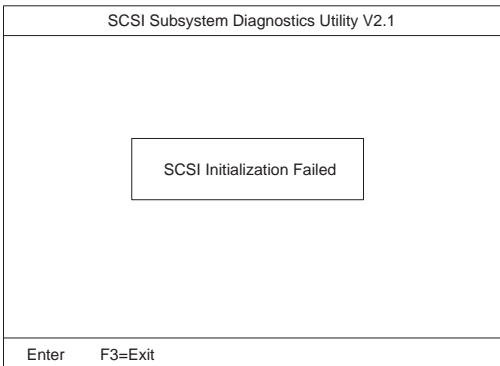 SCSI Subsystem Diagnostics Utility V2.1
SCSI Initialization Failed
Enter F3=Exit